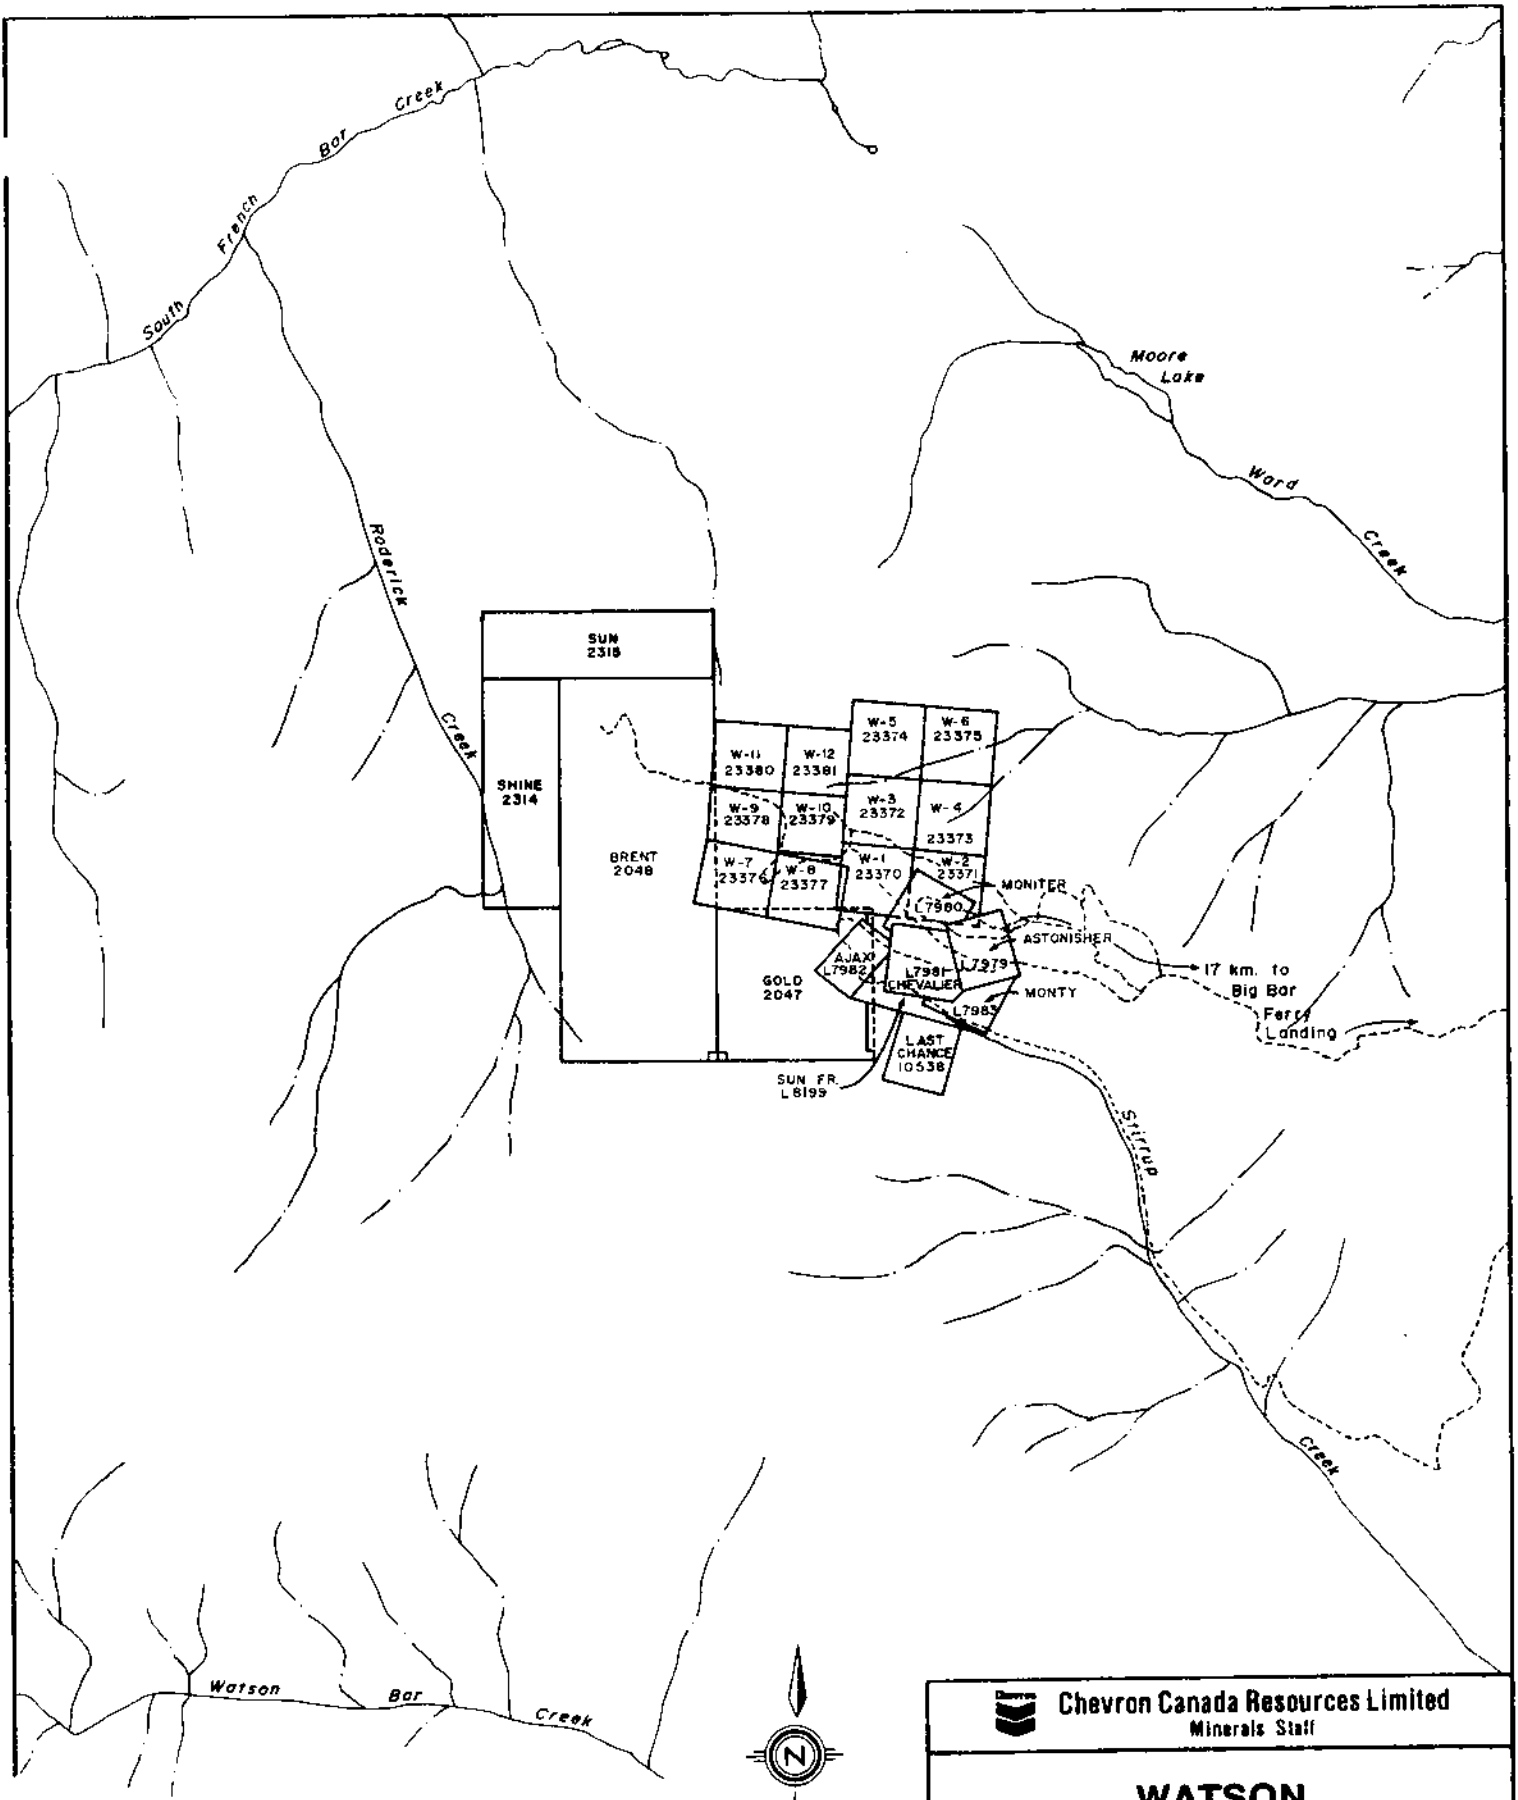 South French Bar Creek
Moore
Lake
Ward Creek
Roderick Creek
SUN
2315
SHINE
2314
BRENT
2048
W-5
23374
W-6
23375
W-11
23380
W-12
23381
W-9
23378
W-10
23379
W-3
23372
W-4
23373
W-7
23376
W-8
23377
W-1
23370
W-2
23371
MONITER
L7980
ASTONISHER
L7979
AJAX
L7982
L7981
CHEVALIER
GOLD
2047
MONTY
L7983
17 km. to
Big Bar
Ferry
Landing
LAST
CHANCE
10538
SUN FR.
L8199
Stirrup Creek
Watson Bar Creek
N
Chevron
Chevron Canada Resources Limited
Minerals Staff
WATSON